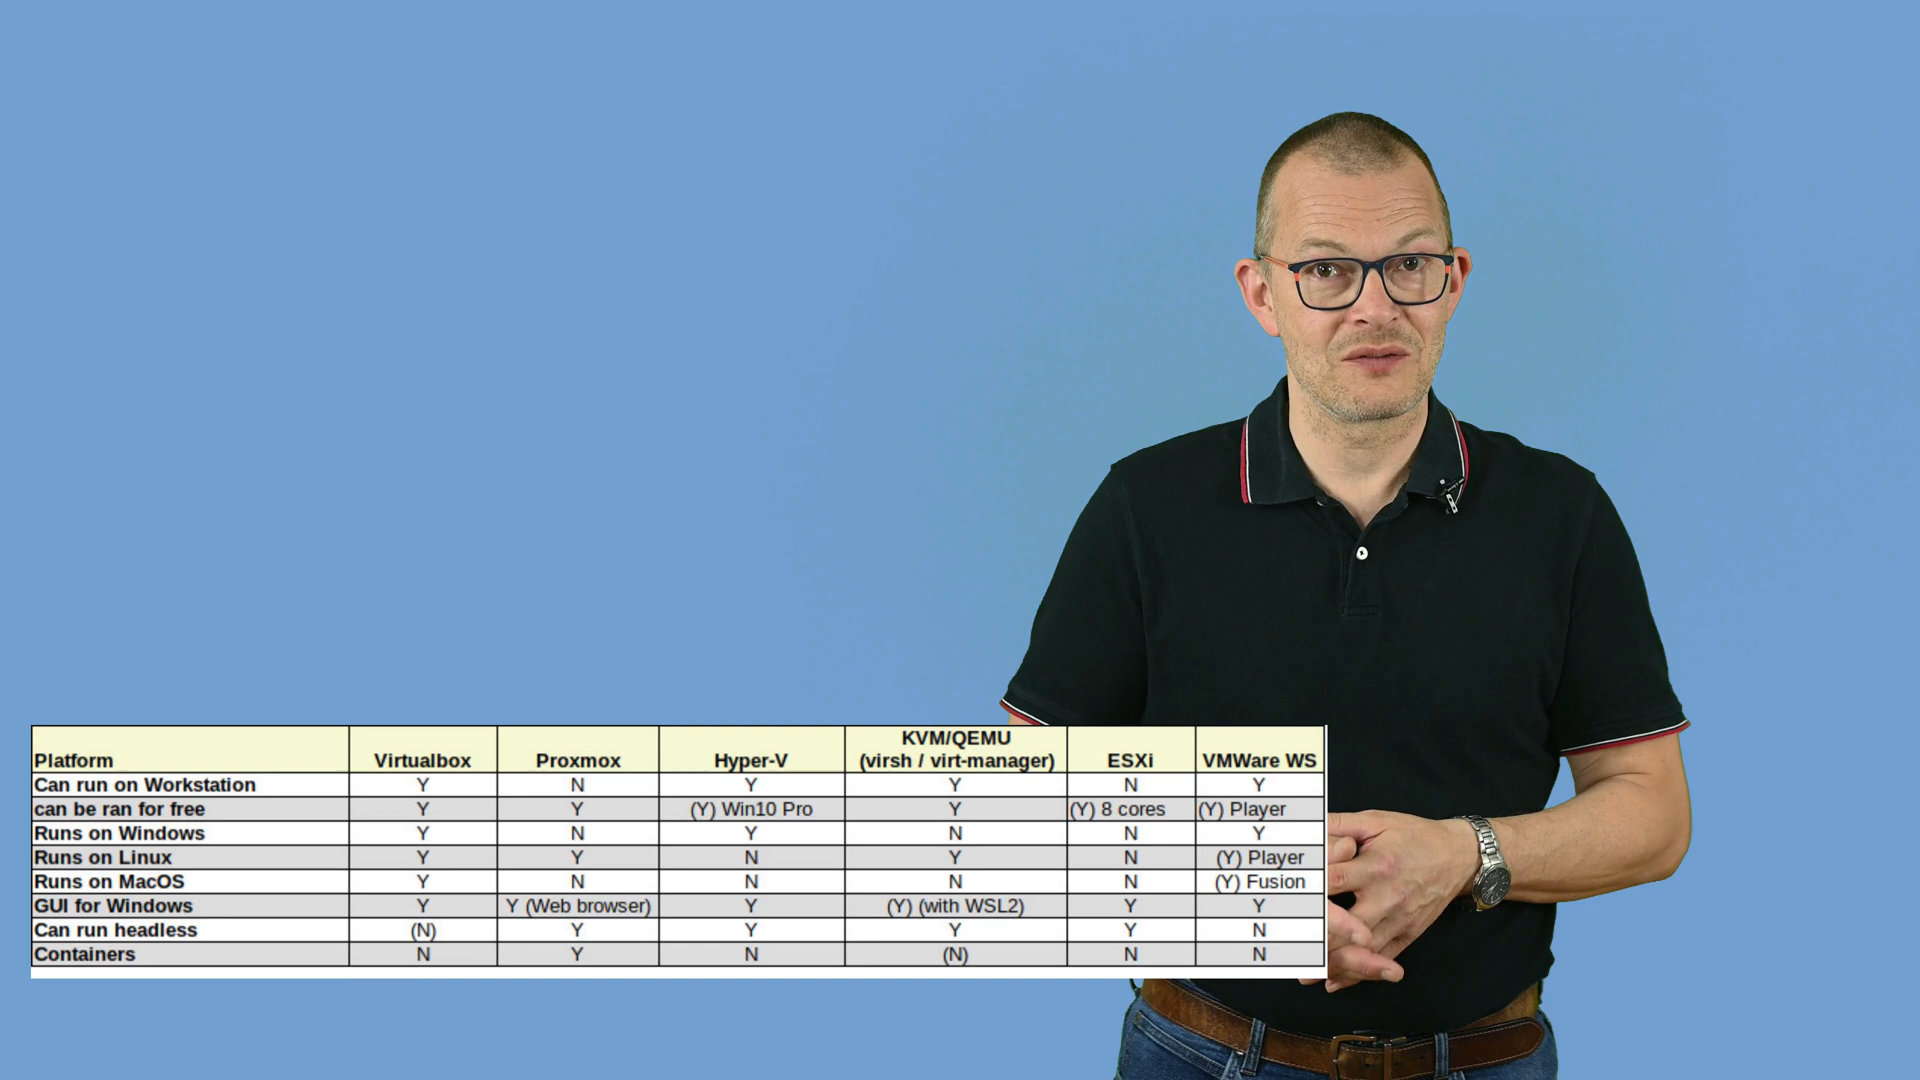 Platform Virtualbox Proxmox Hyper-V KVM/QEMU (virsh / virt-manager) ESXi VMWare WS
Can run on Workstation Y N Y Y N Y
can be ran for free Y Y (Y) Win10 Pro Y (Y) 8 cores (Y) Player
Runs on Windows Y N Y N N Y
Runs on Linux Y Y N Y N (Y) Player
Runs on MacOS Y N N N N (Y) Fusion
GUI for Windows Y Y (Web browser) Y (Y) (with WSL2) Y Y
Can run headless (N) Y Y Y Y N
Containers N Y N (N) N N